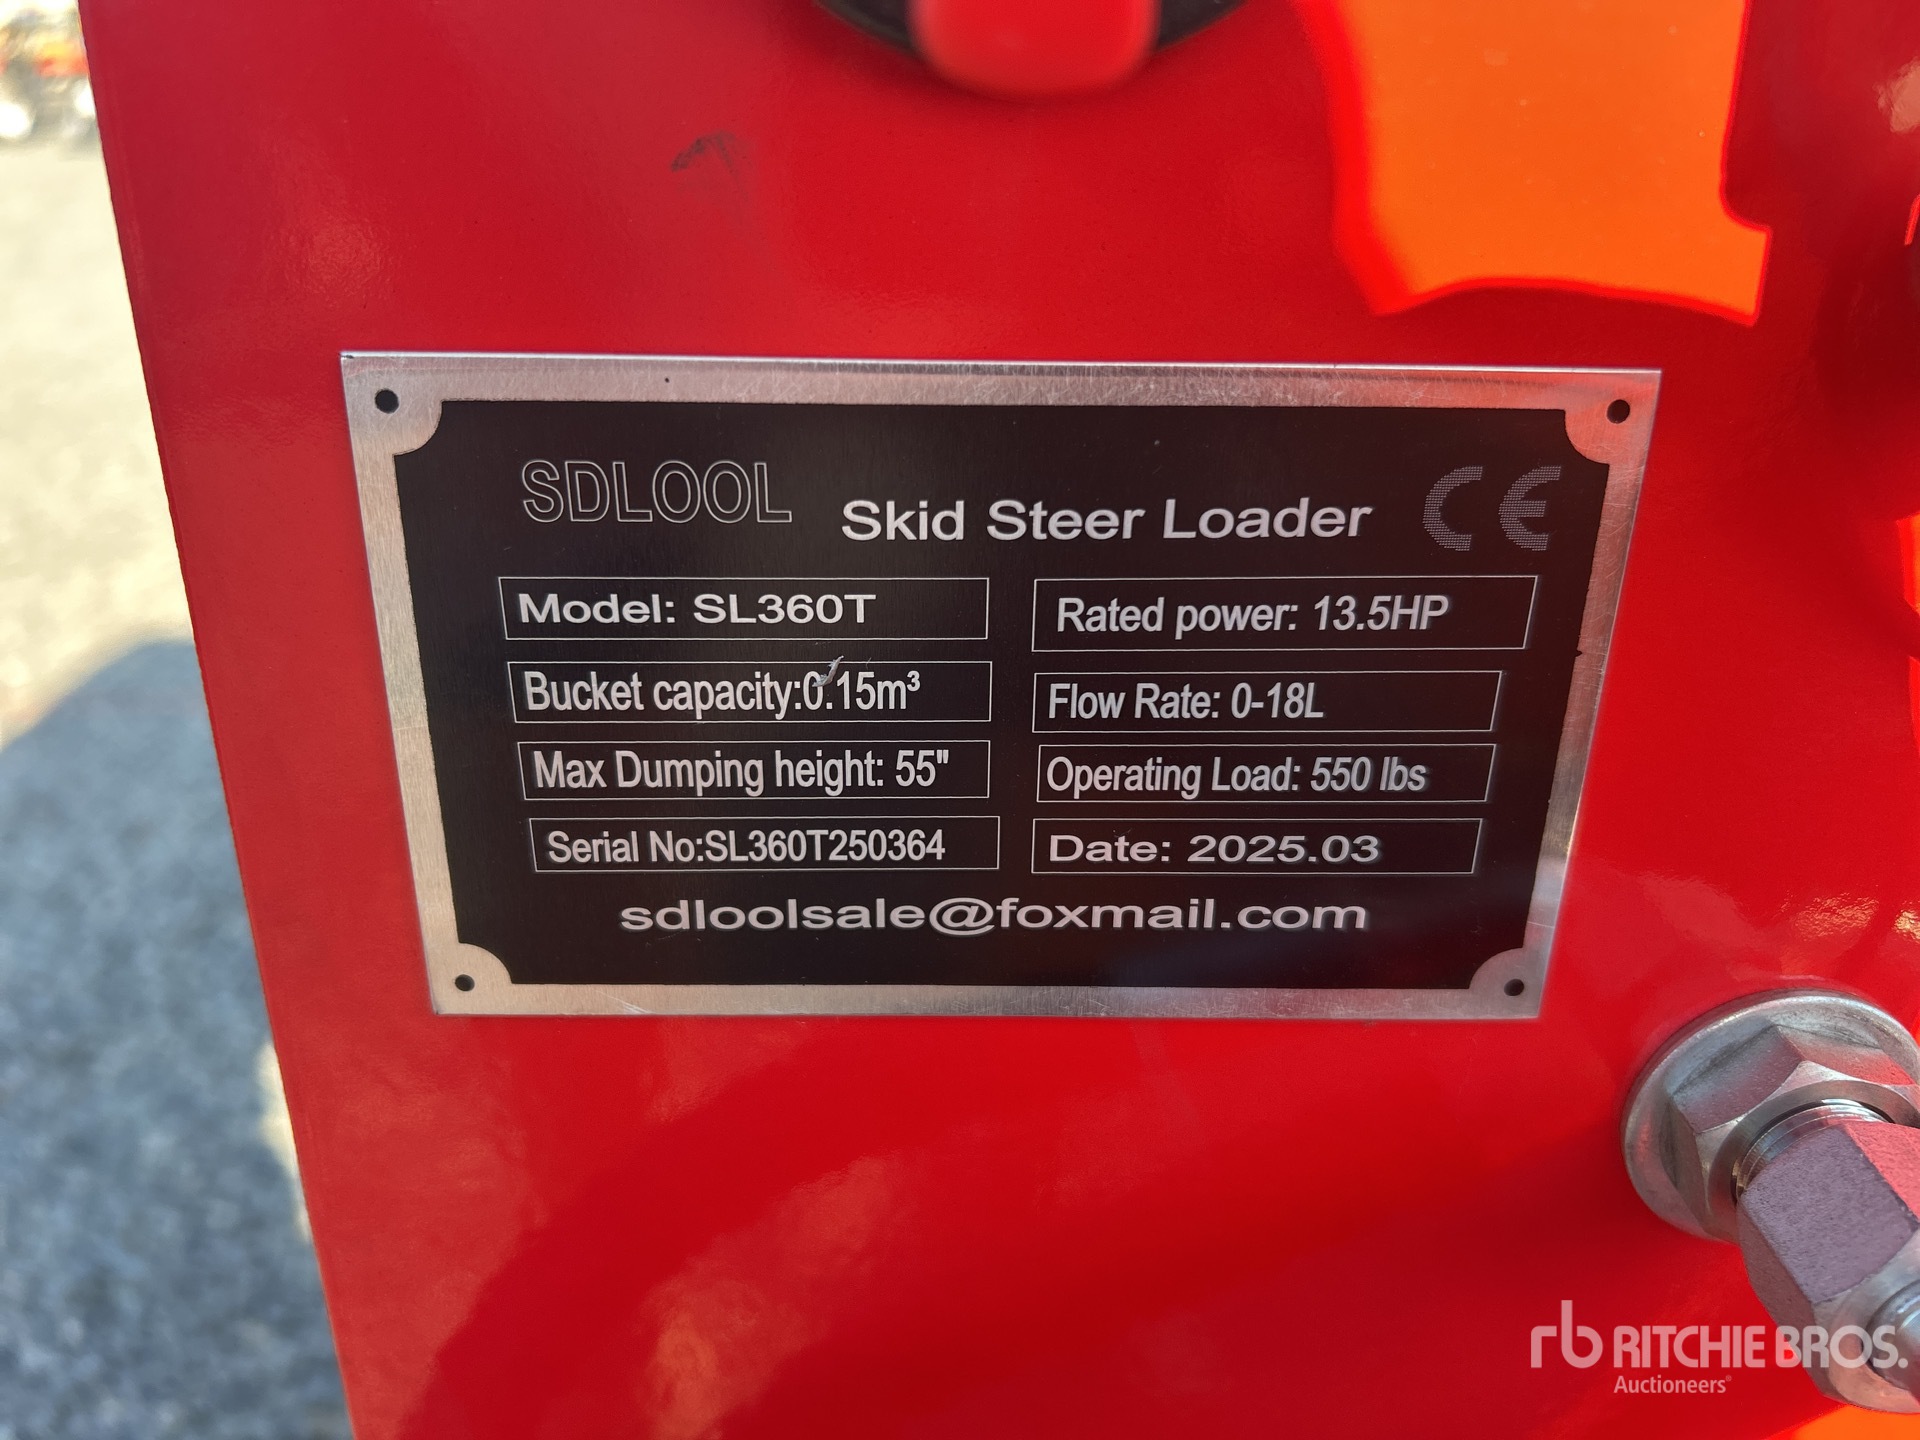 SDLOOL Skid Steer Loader CE
Model: SL360T
Rated power: 13.5HP
Bucket capacity:0.15m³
Flow Rate: 0-18L
Max Dumping height: 55"
Operating Load: 550 lbs
Serial No:SL360T250364
Date: 2025.03
sdloolsale@foxmail.com
rb RITCHIE BROS.
Auctioneers®